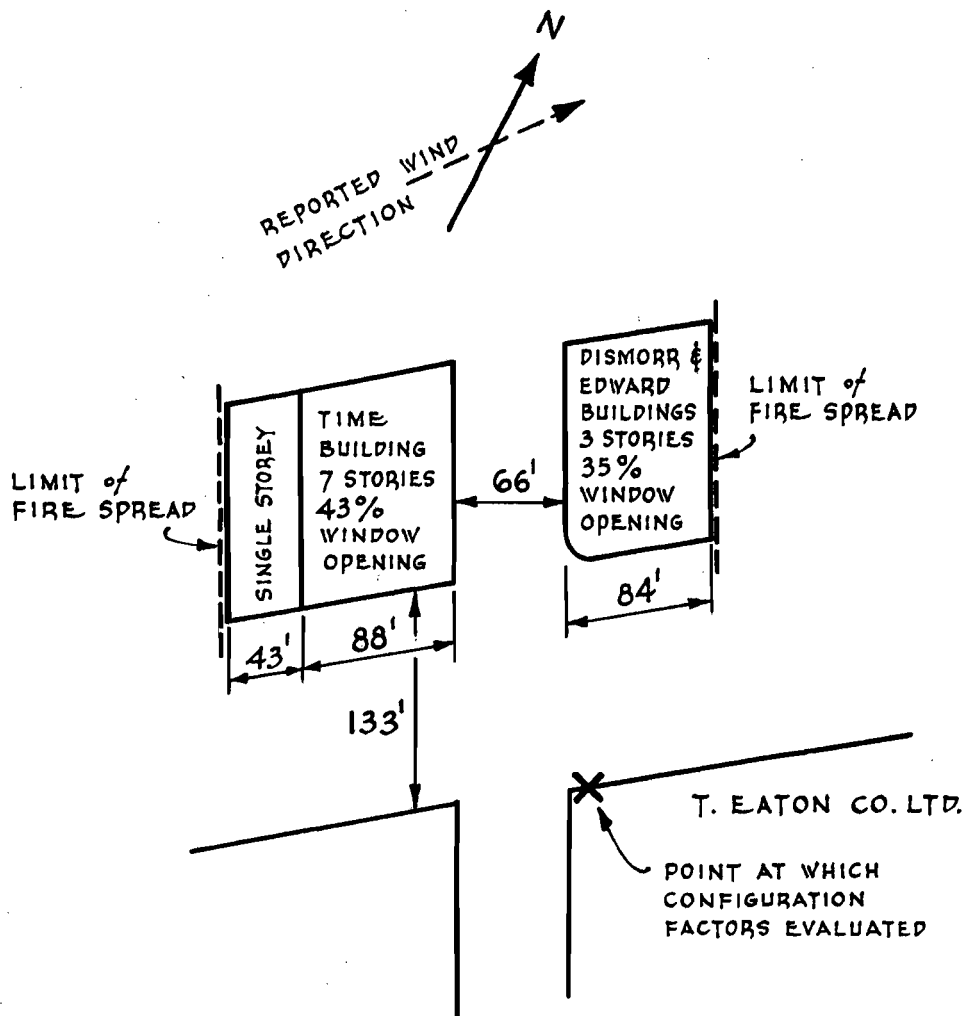 N
REPORTED WIND
DIRECTION
LIMIT of
FIRE SPREAD
SINGLE STOREY
TIME
BUILDING
7 STORIES
43%
WINDOW
OPENING
66'
DISMORR &
EDWARD
BUILDINGS
3 STORIES
35%
WINDOW
OPENING
LIMIT of
FIRE SPREAD
43'
88'
84'
133'
T. EATON CO. LTD.
POINT AT WHICH
CONFIGURATION
FACTORS EVALUATED